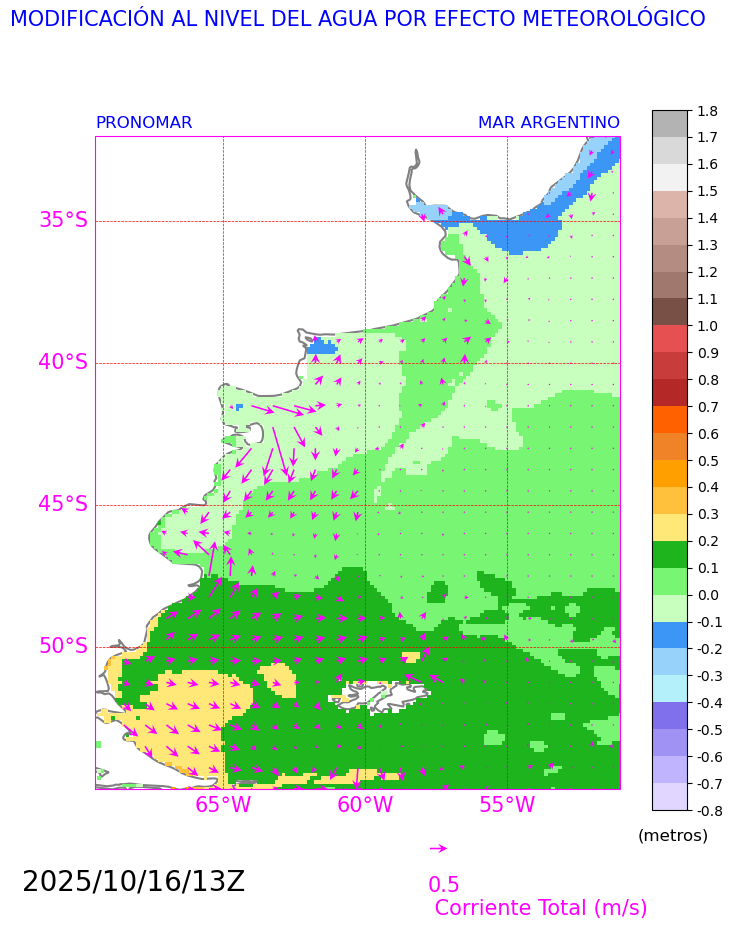 MODIFICACIÓN AL NIVEL DEL AGUA POR EFECTO METEOROLÓGICO
PRONOMAR
MAR ARGENTINO
35°S
40°S
45°S
50°S
65°W
60°W
55°W
1.8
1.7
1.6
1.5
1.4
1.3
1.2
1.1
1.0
0.9
0.8
0.7
0.6
0.5
0.4
0.3
0.2
0.1
0.0
-0.1
-0.2
-0.3
-0.4
-0.5
-0.6
-0.7
-0.8
(metros)
2025/10/16/13Z
0.5
Corriente Total (m/s)